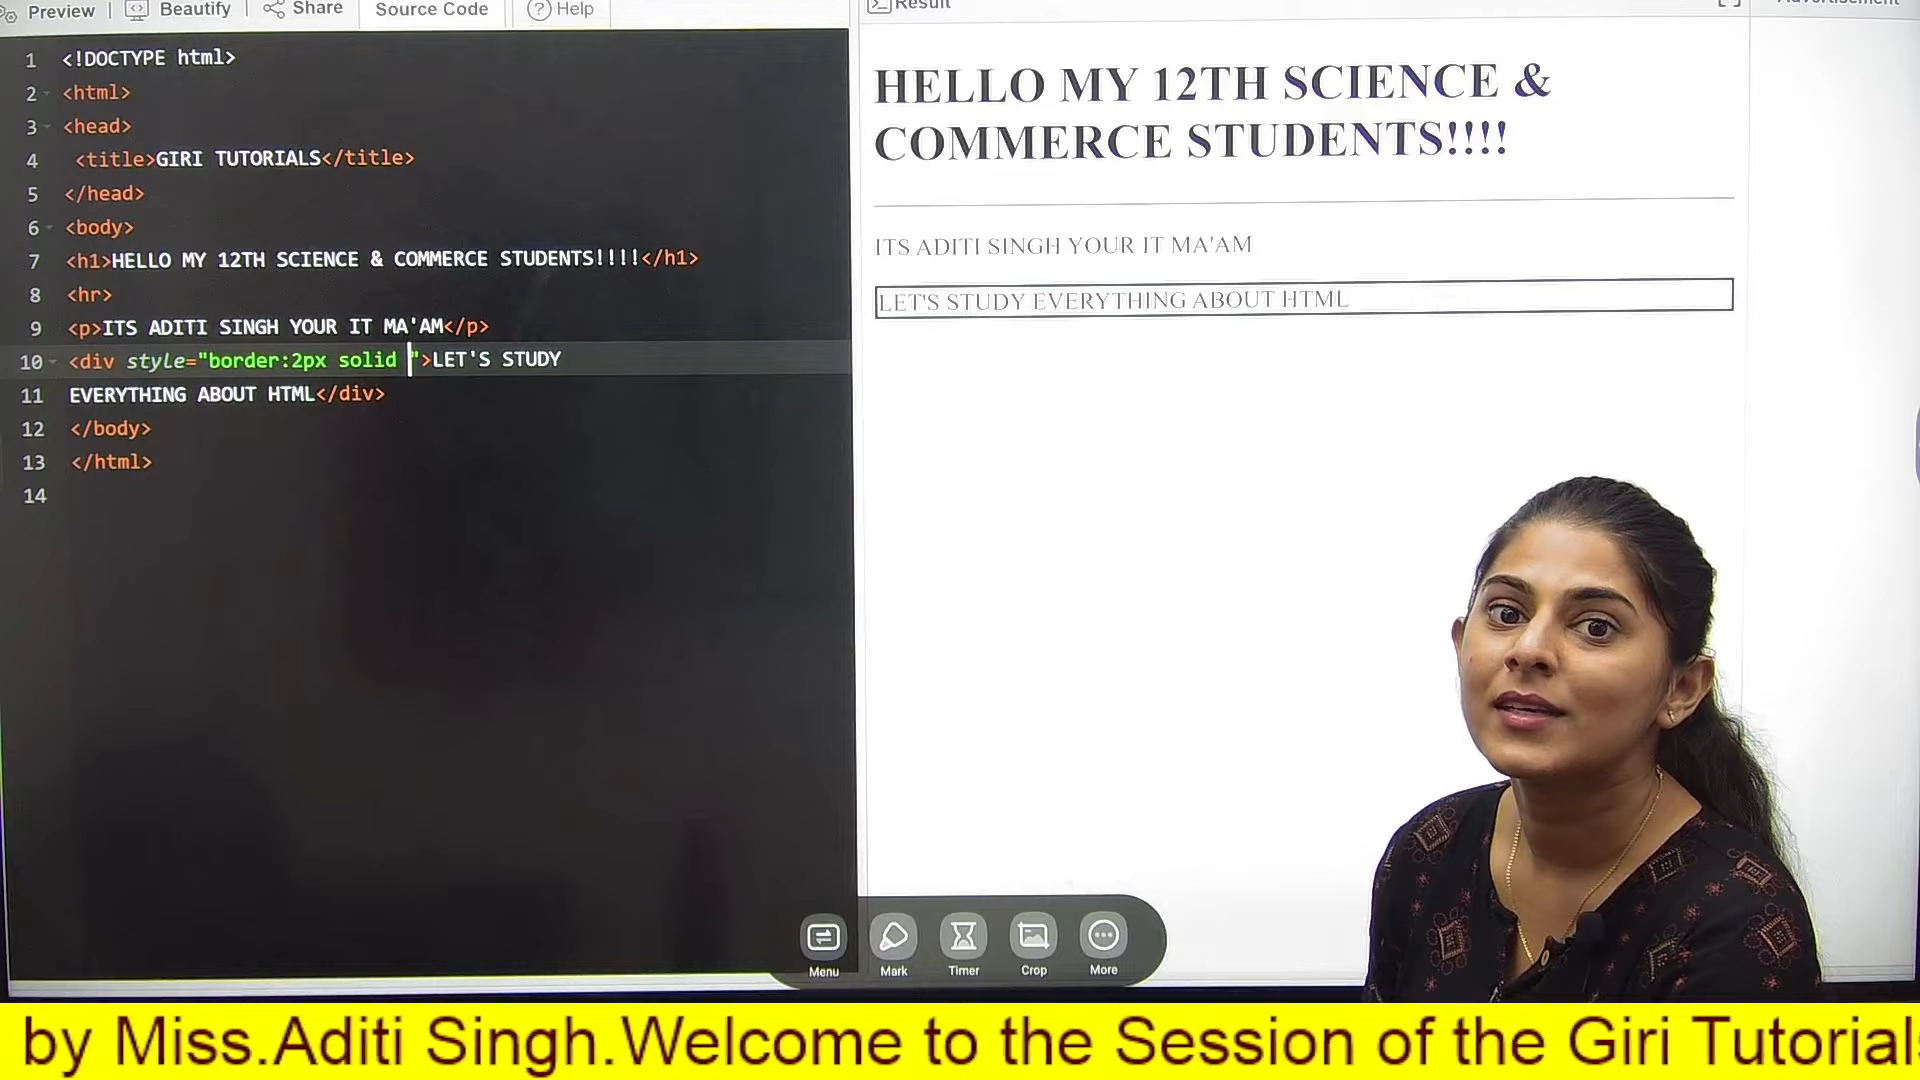 Preview | Beautify | Share
Source Code
Help
Result
Advertisement
1 <!DOCTYPE html>
2 <html>
3 <head>
4 <title>GIRI TUTORIALS</title>
5 </head>
6 <body>
7 <h1>HELLO MY 12TH SCIENCE & COMMERCE STUDENTS!!!!</h1>
8 <hr>
9 <p>ITS ADITI SINGH YOUR IT MA'AM</p>
10 <div style="border:2px solid ">LET'S STUDY
11 EVERYTHING ABOUT HTML</div>
12 </body>
13 </html>
14
HELLO MY 12TH SCIENCE &
COMMERCE STUDENTS!!!!
ITS ADITI SINGH YOUR IT MA'AM
LET'S STUDY EVERYTHING ABOUT HTML
Menu Mark Timer Crop More
by Miss.Aditi Singh.Welcome to the Session of the Giri Tutorials